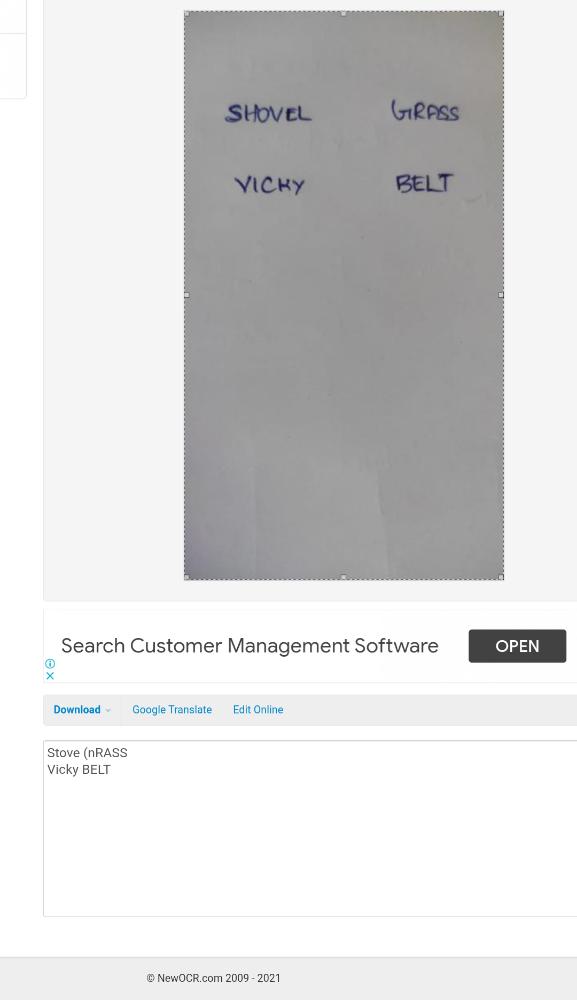 SHOVEL GRASS
VICKY BELT
Search Customer Management Software OPEN
Download Google Translate Edit Online
Stove (nRASS
Vicky BELT
© NewOCR.com 2009 - 2021